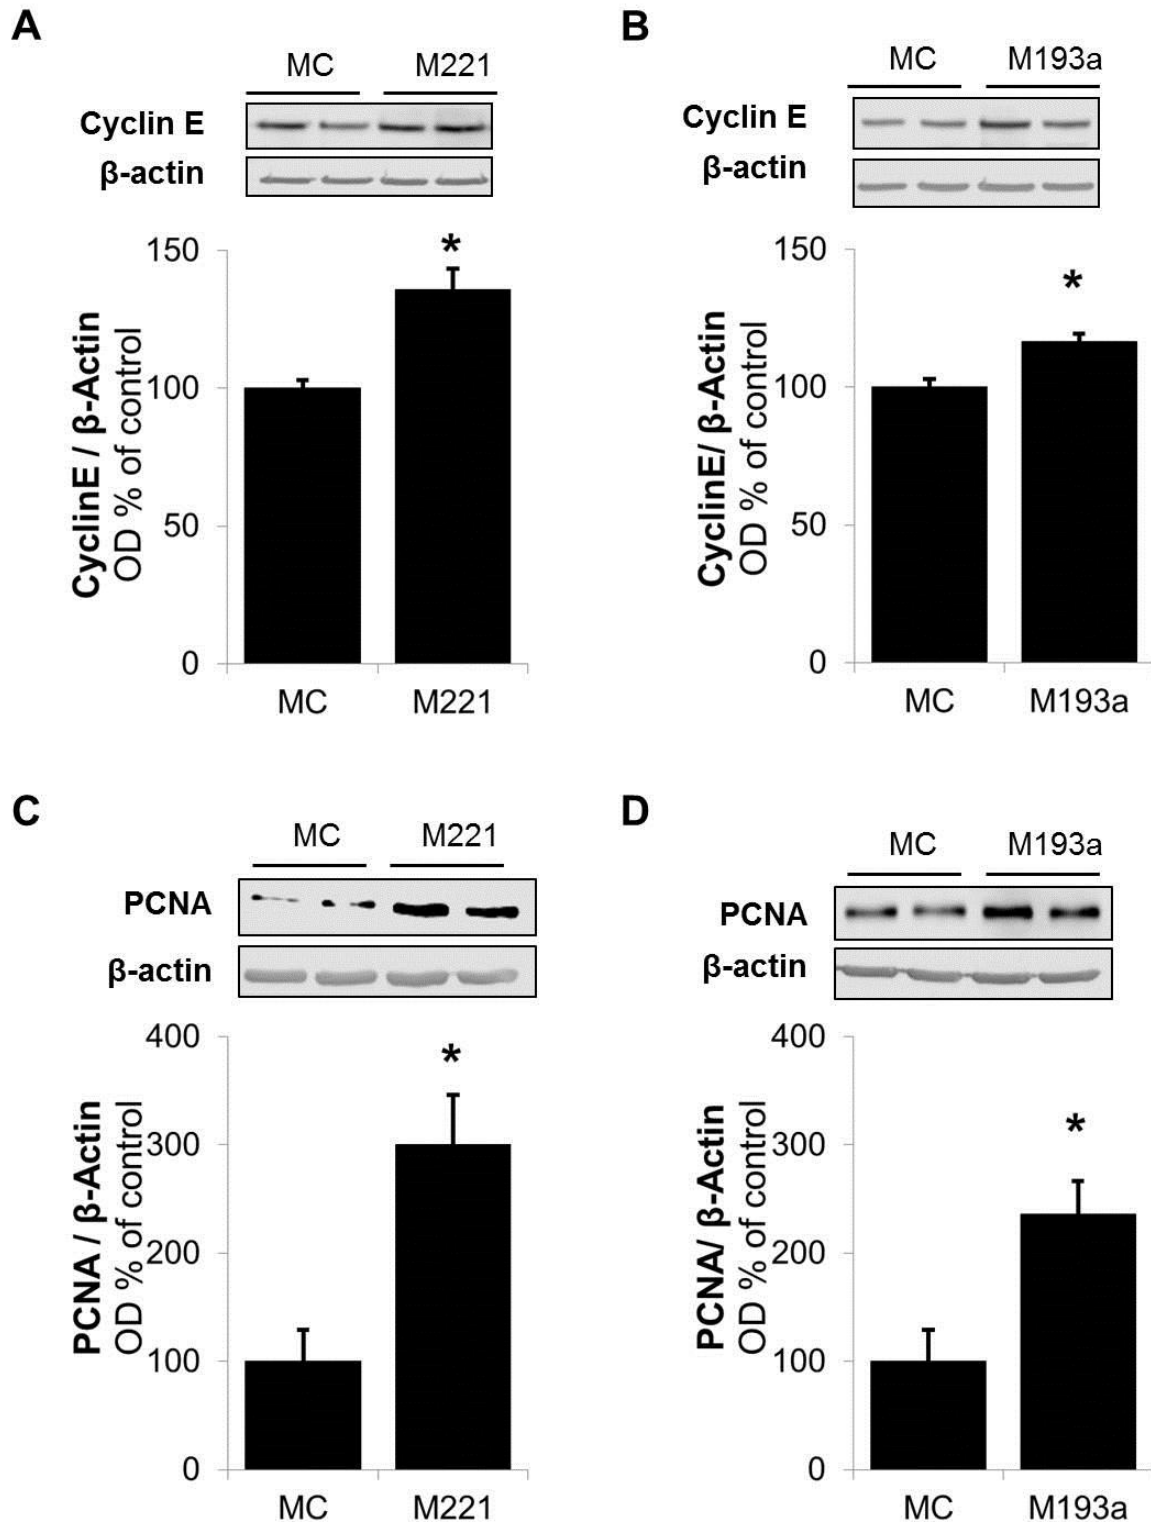 A
MC M221
Cyclin E
β-actin
*
150
100
50
0
CyclinE / β-Actin
OD % of control
MC M221
B
MC M193a
Cyclin E
β-actin
*
150
100
50
0
CyclinE/ β-Actin
OD % of control
MC M193a
C
MC M221
PCNA
β-actin
*
400
300
200
100
0
PCNA / β-Actin
OD % of control
MC M221
D
MC M193a
PCNA
β-actin
*
400
300
200
100
0
PCNA/ β-Actin
OD % of control
MC M193a